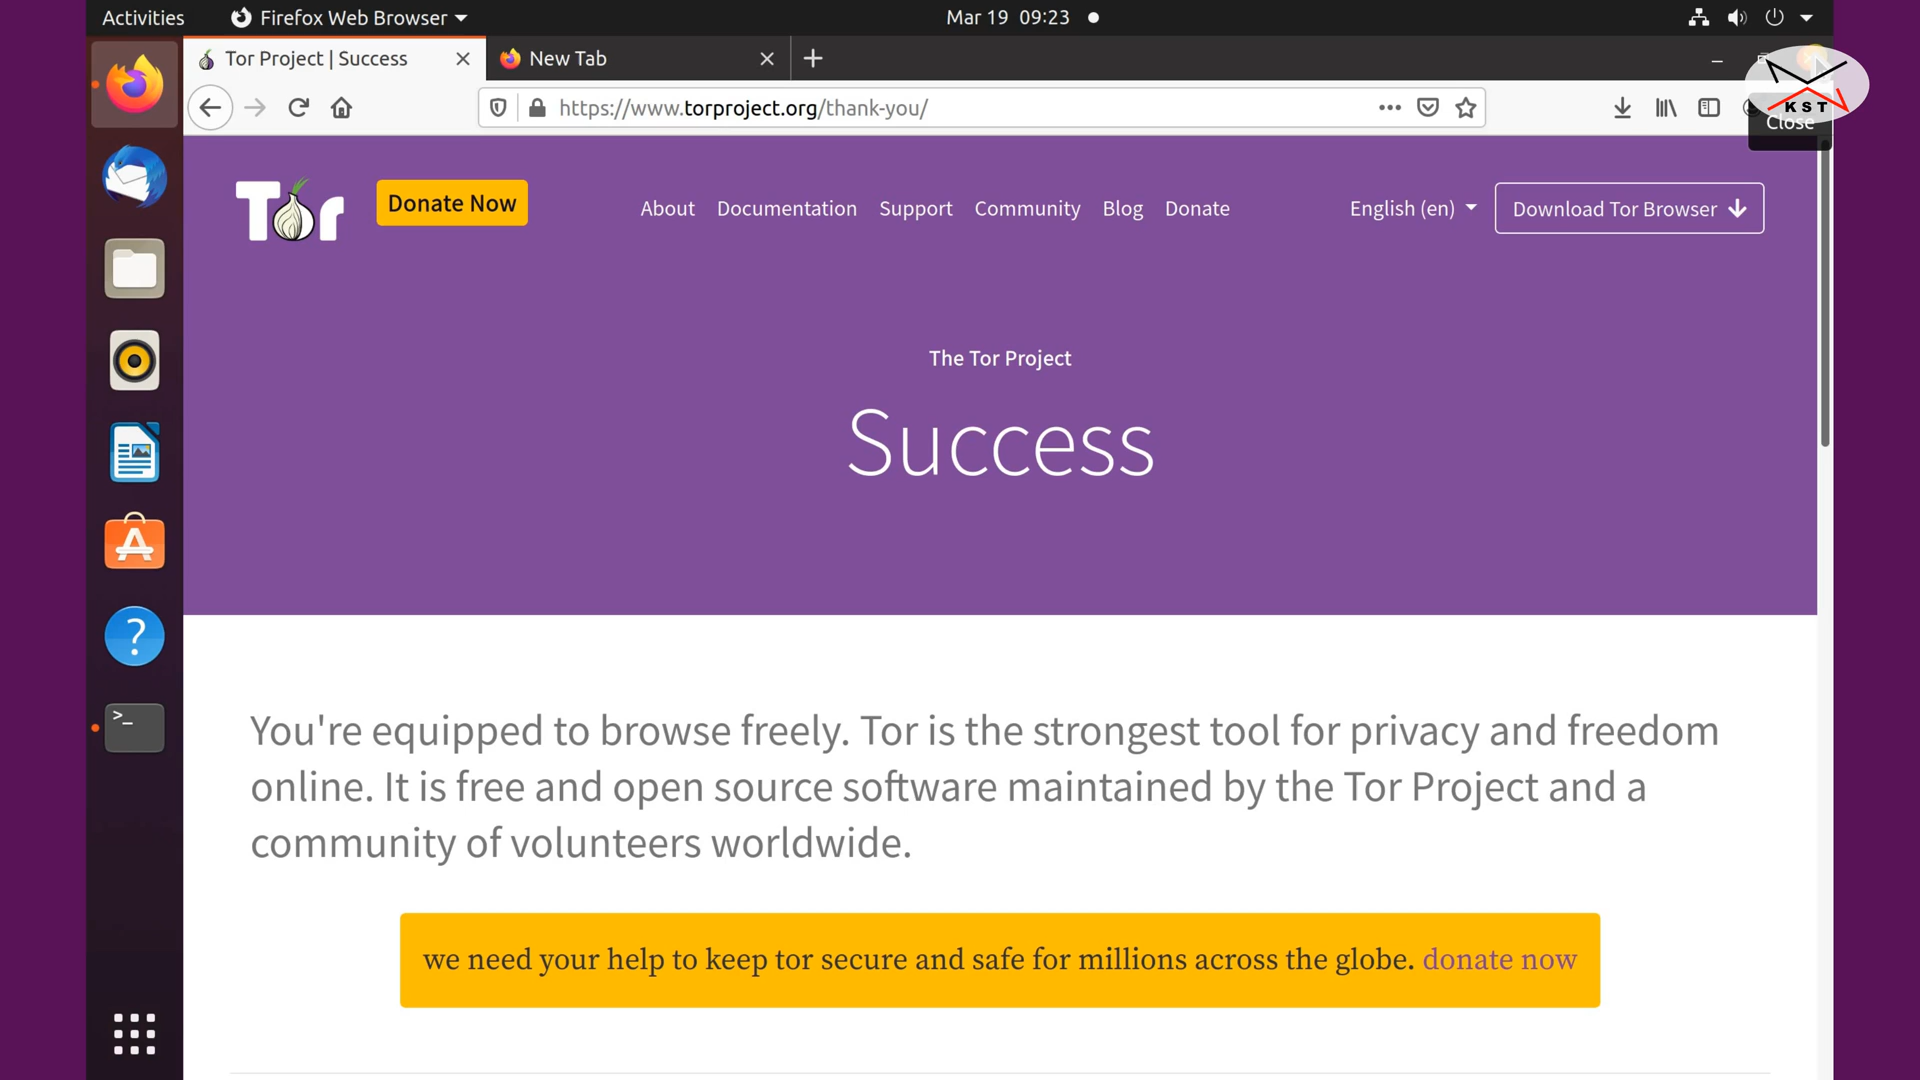 Activities
Firefox Web Browser
Mar 19 09:23
Tor Project | Success
New Tab
https://www.torproject.org/thank-you/
KST
Close
Tor
Donate Now
About
Documentation
Support
Community
Blog
Donate
English (en)
Download Tor Browser
The Tor Project
Success
You're equipped to browse freely. Tor is the strongest tool for privacy and freedom
online. It is free and open source software maintained by the Tor Project and a
community of volunteers worldwide.
we need your help to keep tor secure and safe for millions across the globe. donate now